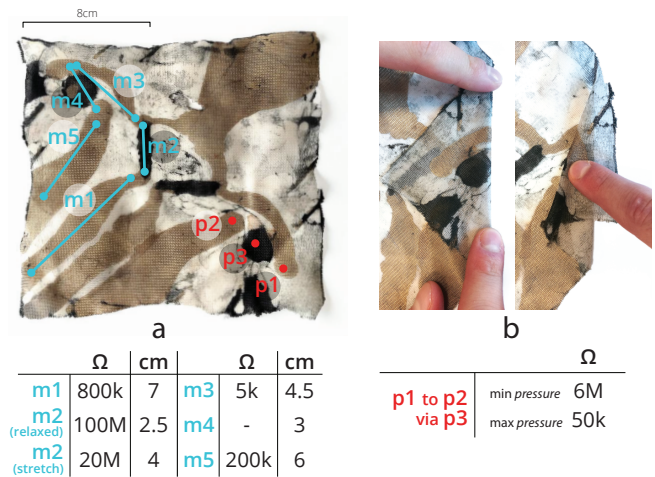 8cm
m3
m4
m5
m2
m1
p2
p3
p1
a
b
Ω cm Ω cm
m1 800k 7 m3 5k 4.5
m2 (relaxed) 100M 2.5 m4 - 3
m2 (stretch) 20M 4 m5 200k 6
Ω
p1 to p2 via p3
min pressure 6M
max pressure 50k